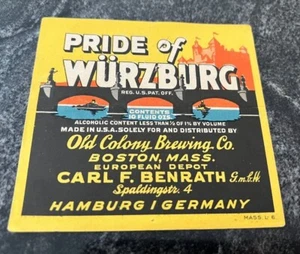 PRIDE of
WÜRZBURG
REG. U.S. PAT. OFF.
CONTENTS
10 FLUID OZS.
ALCOHOLIC CONTENT LESS THAN ½ OF 1% BY VOLUME
MADE IN U.S.A. SOLELY FOR AND DISTRIBUTED BY
Old Colony Brewing. Co.
BOSTON, MASS.
EUROPEAN DEPOT
CARL F. BENRATH G.m.b.H.
Spaldingstr. 4
HAMBURG / GERMANY